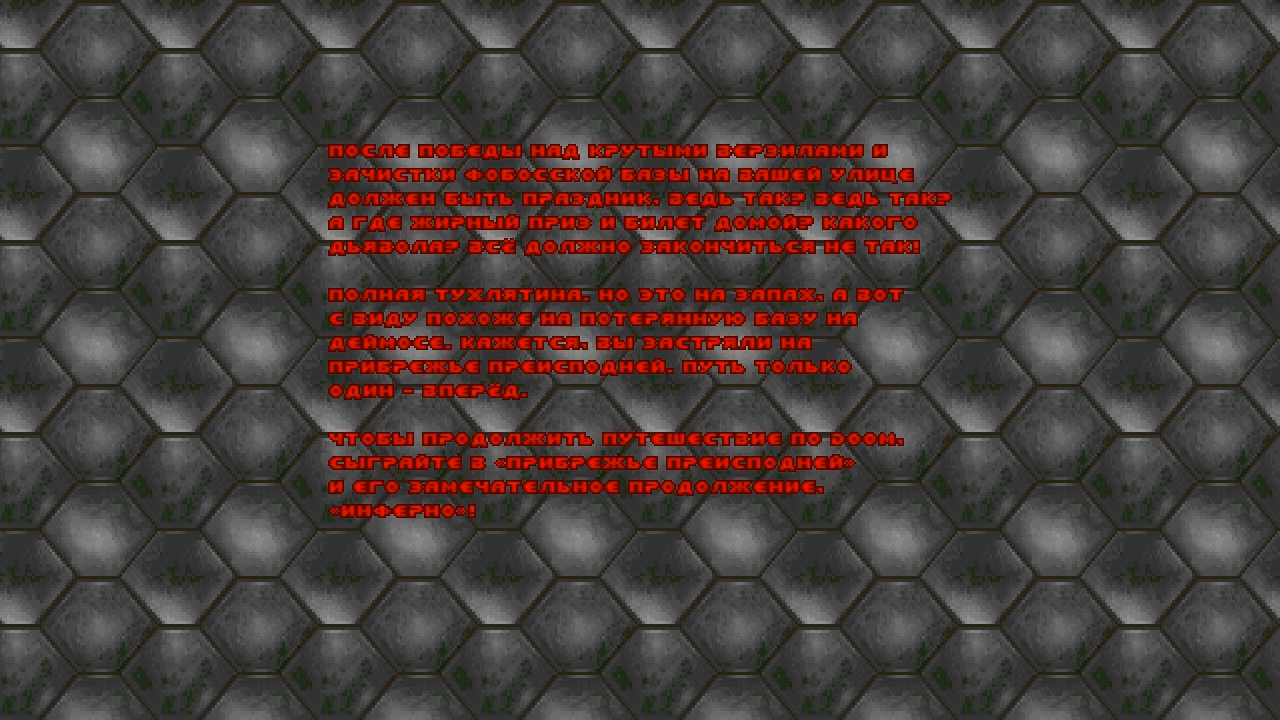 ПОСЛЕ ПОБЕДЫ НАД КРУТЫМИ ВЕРЗИЛАМИ И
ЗАЧИСТКИ ФОБОССКОЙ БАЗЫ НА ВАШЕЙ УЛИЦЕ
ДОЛЖЕН БЫТЬ ПРАЗДНИК, ВЕДЬ ТАК? ВЕДЬ ТАК?
А ГДЕ ЖИРНЫЙ ПРИЗ И БИЛЕТ ДОМОЙ? КАКОГО
ДЬЯВОЛА? ВСЁ ДОЛЖНО ЗАКОНЧИТЬСЯ НЕ ТАК!

ПОЛНАЯ ТУХЛЯТИНА. НО ЭТО НА ЗАПАХ, А ВОТ
С ВИДУ ПОХОЖЕ НА ПОТЕРЯННУЮ БАЗУ НА
ДЕЙМОСЕ. КАЖЕТСЯ, ВЫ ЗАСТРЯЛИ НА
ПРИБРЕЖЬЕ ПРЕИСПОДНЕЙ. ПУТЬ ТОЛЬКО
ОДИН - ВПЕРЁД.

ЧТОБЫ ПРОДОЛЖИТЬ ПУТЕШЕСТВИЕ ПО DOOM,
СЫГРАЙТЕ В «ПРИБРЕЖЬЕ ПРЕИСПОДНЕЙ»
И ЕГО ЗАМЕЧАТЕЛЬНОЕ ПРОДОЛЖЕНИЕ,
«ИНФЕРНО»!